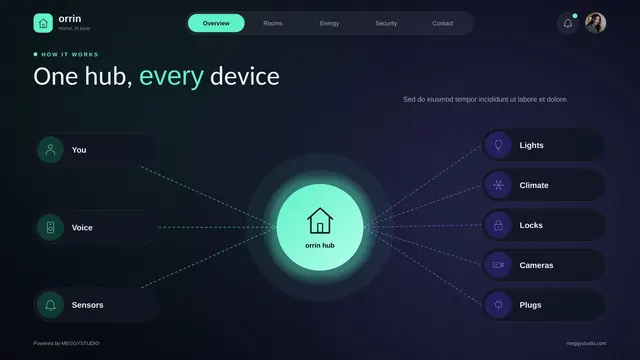 orrin
Home, in tune
Overview
Rooms
Energy
Security
Contact
HOW IT WORKS
One hub, every device
Sed do eiusmod tempor incididunt ut labore et dolore.
You
Voice
Sensors
orrin hub
Lights
Climate
Locks
Cameras
Plugs
Powered by MEGGYSTUDIO
meggystudio.com